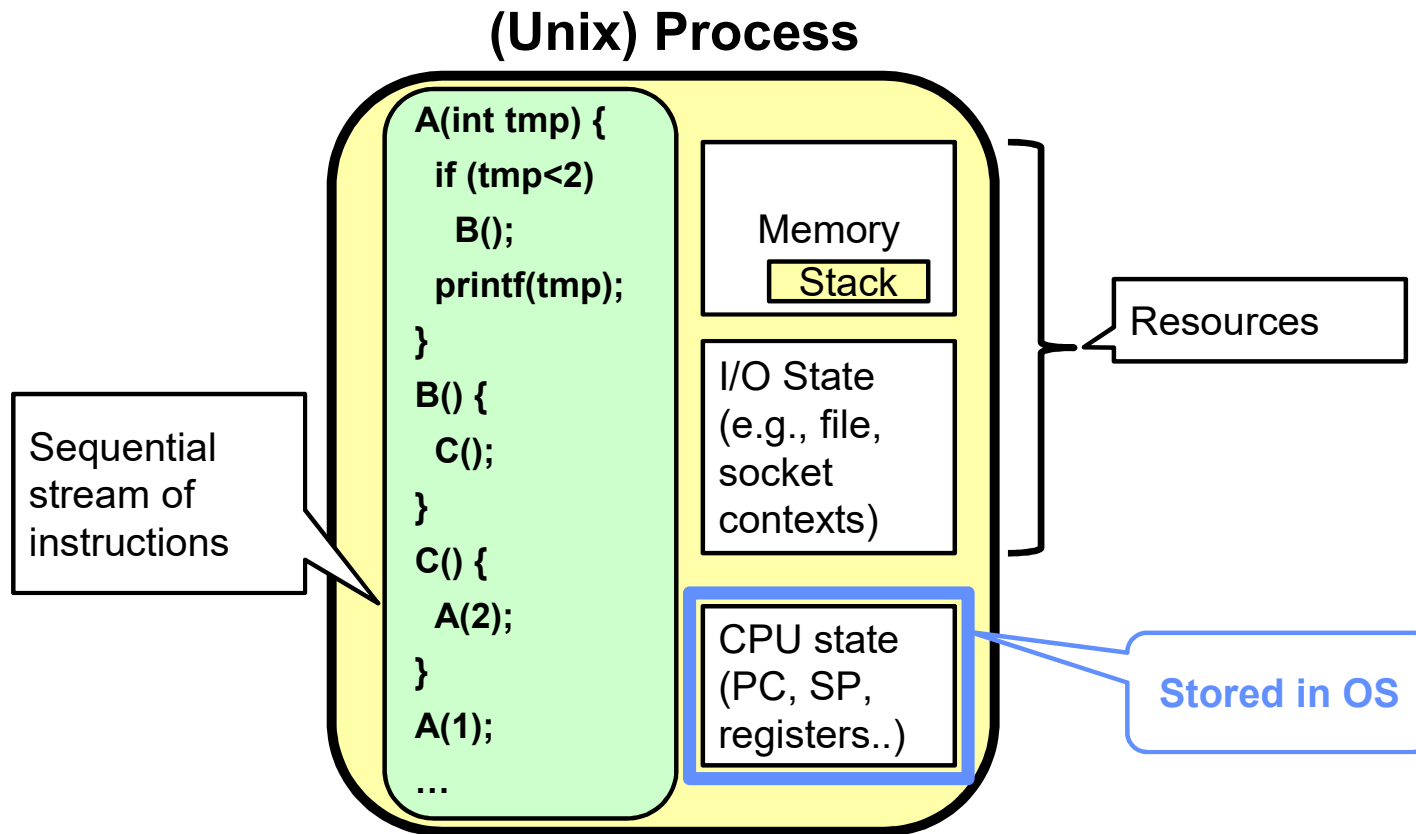 (Unix) Process
A(int tmp) {
if (tmp<2)
B();
printf(tmp);
}
B() {
C();
}
C() {
A(2);
}
A(1);
…
Sequential
stream of
instructions
Memory
Stack
I/O State
(e.g., file,
socket
contexts)
CPU state
(PC, SP,
registers..)
Resources
Stored in OS